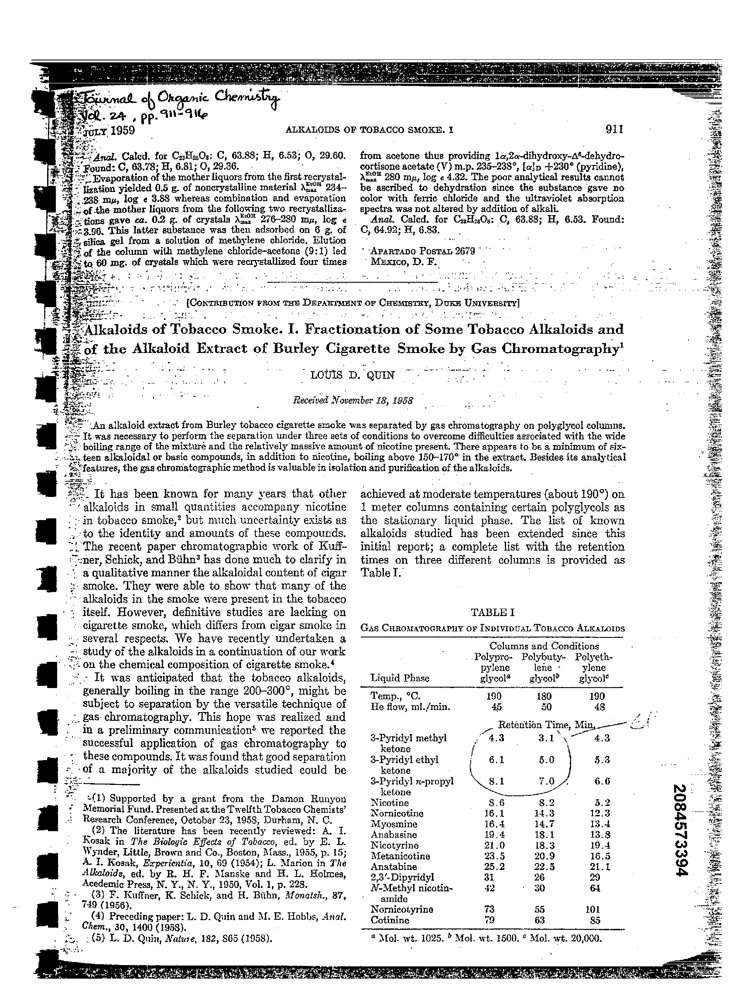 Journal of Organic Chemistry
Vol. 24, pp. 911-916
JULY 1959
ALKALOIDS OF TOBACCO SMOKE. I
911
Anal. Calcd. for C, 63.88; H, 6.53; O, 29.60.
Found: C, 63.78; H, 6.81; O, 29.36.
Evaporation of the mother liquors from the first recrystal-
lization yielded 0.5 g. of noncrystalline material λ EtOH max 234–
238 mμ, log ε 3.88 whereas combination and evaporation
of the mother liquors from the following two recrystalliza-
tions gave ca. 0.2 g. of crystals λ EtOH max 276–280 mμ, log ε
3.96. This latter substance was then adsorbed on 6 g. of
silica gel from a solution of methylene chloride. Elution
of the column with methylene chloride-acetone (9:1) led
to 60 mg. of crystals which were recrystallized four times
from acetone thus providing 1α,2α-dihydroxy-Δ⁴-dehydro-
cortisone acetate (V) m.p. 235–238°, [α]D +230° (pyridine),
λ EtOH max 280 mμ, log ε 4.32. The poor analytical results cannot
be ascribed to dehydration since the substance gave no
color with ferric chloride and the ultraviolet absorption
spectra was not altered by addition of alkali.
Anal. Calcd. for C, 63.88; H, 6.53. Found:
C, 64.92; H, 6.83.
APARTADO POSTAL 2679
MEXICO, D. F.
[CONTRIBUTION FROM THE DEPARTMENT OF CHEMISTRY, DUKE UNIVERSITY]
Alkaloids of Tobacco Smoke. I. Fractionation of Some Tobacco Alkaloids and
of the Alkaloid Extract of Burley Cigarette Smoke by Gas Chromatography¹
LOUIS D. QUIN
Received November 18, 1958
An alkaloid extract from Burley tobacco cigarette smoke was separated by gas chromatography on polyglycol columns.
It was necessary to perform the separation under three sets of conditions to overcome difficulties associated with the wide
boiling range of the mixture and the relatively massive amount of nicotine present. There appears to be a minimum of six-
teen alkaloidal or basic compounds, in addition to nicotine, boiling above 150–170° in the extract. Besides its analytical
features, the gas chromatographic method is valuable in isolation and purification of the alkaloids.
It has been known for many years that other
alkaloids in small quantities accompany nicotine
in tobacco smoke,² but much uncertainty exists as
to the identity and amounts of these compounds.
The recent paper chromatographic work of Kuff-
ner, Schick, and Bühn³ has done much to clarify in
a qualitative manner the alkaloidal content of cigar
smoke. They were able to show that many of the
alkaloids in the smoke were present in the tobacco
itself. However, definitive studies are lacking on
cigarette smoke, which differs from cigar smoke in
several respects. We have recently undertaken a
study of the alkaloids in a continuation of our work
on the chemical composition of cigarette smoke.⁴
It was anticipated that the tobacco alkaloids,
generally boiling in the range 200–300°, might be
subject to separation by the versatile technique of
gas chromatography. This hope was realized and
in a preliminary communication⁵ we reported the
successful application of gas chromatography to
these compounds. It was found that good separation
of a majority of the alkaloids studied could be
(1) Supported by a grant from the Damon Runyon
Memorial Fund. Presented at the Twelfth Tobacco Chemists'
Research Conference, October 23, 1958, Durham, N. C.
(2) The literature has been recently reviewed: A. I.
Kosak in The Biologic Effects of Tobacco, ed. by E. L.
Wynder, Little, Brown and Co., Boston, Mass., 1955, p. 15;
A. I. Kosak, Experientia, 10, 69 (1954); L. Marion in The
Alkaloids, ed. by R. H. F. Manske and H. L. Holmes,
Acedemic Press, N. Y., N. Y., 1950, Vol. 1, p. 228.
(3) F. Kuffner, K. Schick, and H. Bühn, Monatsh., 87,
749 (1956).
(4) Preceding paper: L. D. Quin and M. E. Hobbs, Anal.
Chem., 30, 1400 (1958).
(5) L. D. Quin, Nature, 182, 865 (1958).
achieved at moderate temperatures (about 190°) on
1 meter columns containing certain polyglycols as
the stationary liquid phase. The list of known
alkaloids studied has been extended since this
initial report; a complete list with the retention
times on three different columns is provided as
Table I.
TABLE I
GAS CHROMATOGRAPHY OF INDIVIDUAL TOBACCO ALKALOIDS
Columns and Conditions
Polypro- Polybuty- Polyeth-
pylene lene ylene
Liquid Phase glycolᵃ glycolᵇ glycolᶜ
Temp., °C. 190 180 190
He flow, ml./min. 45 50 48
Retention Time, Min.
3-Pyridyl methyl 4.3 3.1 4.3
ketone
3-Pyridyl ethyl 6.1 5.0 5.3
ketone
3-Pyridyl n-propyl 8.1 7.0 6.6
ketone
Nicotine 8.6 8.2 5.2
Nornicotine 16.1 14.3 12.3
Myosmine 16.4 14.7 13.4
Anabasine 19.4 18.1 13.8
Nicotyrine 21.0 18.3 19.4
Metanicotine 23.5 20.9 16.5
Anatabine 25.2 22.5 21.1
2,3'-Dipyridyl 31 26 29
N-Methyl nicotin- 42 30 64
amide
Nornicotyrine 73 55 101
Cotinine 79 63 85
ᵃ Mol. wt. 1025. ᵇ Mol. wt. 1500. ᶜ Mol. wt. 20,000.
2084573394